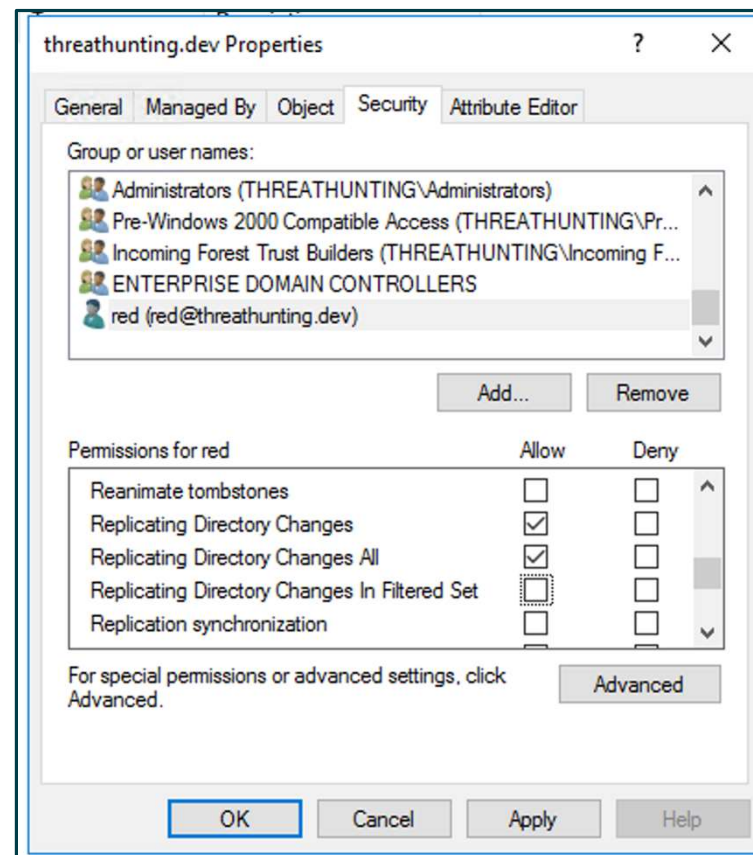 threathunting.dev Properties ? ×
General Managed By Object Security Attribute Editor
Group or user names:
Administrators (THREATHUNTING\Administrators)
Pre-Windows 2000 Compatible Access (THREATHUNTING\Pr...
Incoming Forest Trust Builders (THREATHUNTING\Incoming F...
ENTERPRISE DOMAIN CONTROLLERS
red (red@threathunting.dev)
Add... Remove
Permissions for red Allow Deny
Reanimate tombstones
Replicating Directory Changes
Replicating Directory Changes All
Replicating Directory Changes In Filtered Set
Replication synchronization
For special permissions or advanced settings, click
Advanced.
Advanced
OK Cancel Apply Help